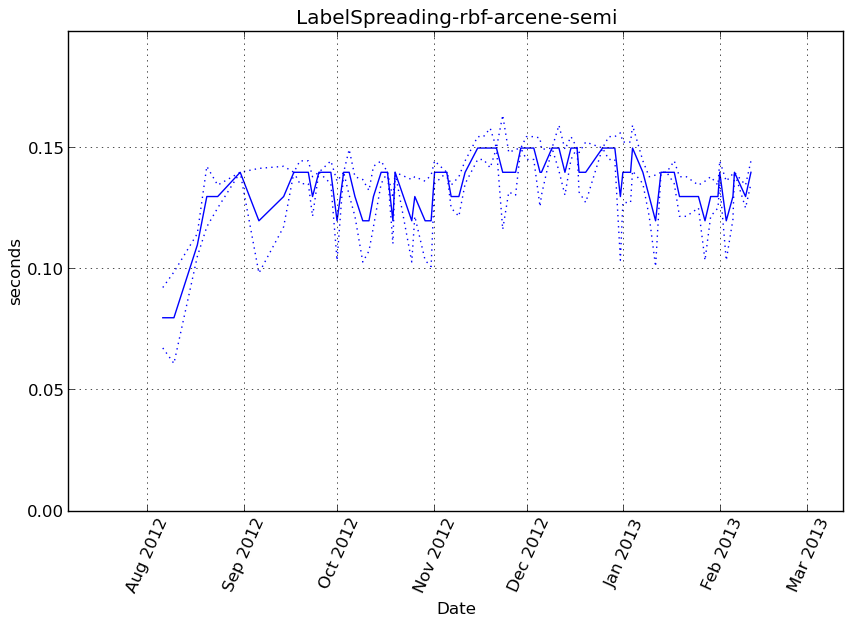 LabelSpreading-rbf-arcene-semi
seconds
0.15
0.10
0.05
0.00
Aug 2012
Sep 2012
Oct 2012
Nov 2012
Dec 2012
Jan 2013
Feb 2013
Mar 2013
Date